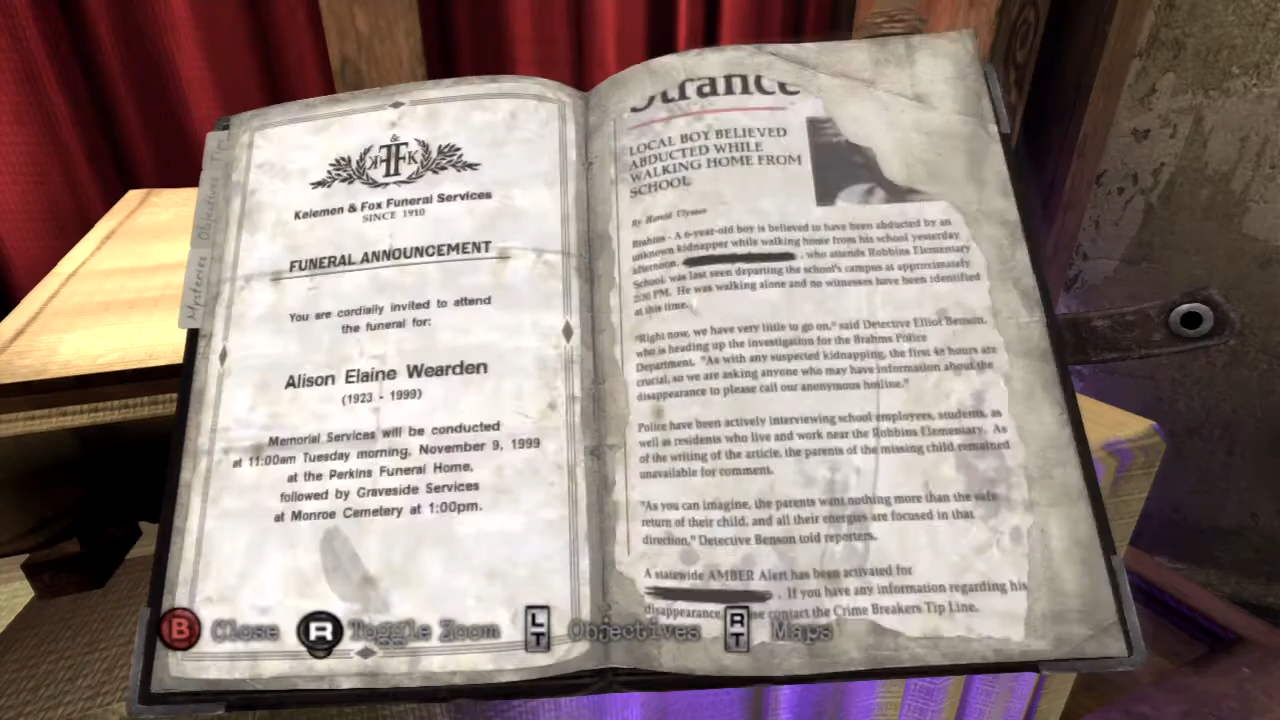 Mysteries
Objectives
Tips
K
&
F
K
Kelemen & Fox Funeral Services
SINCE 1910
FUNERAL ANNOUNCEMENT
You are cordially invited to attend
the funeral for:
Alison Elaine Wearden
(1923 - 1999)
Memorial Services will be conducted
at 11:00am Tuesday morning, November 9, 1999
at the Perkins Funeral Home,
followed by Graveside Services
at Monroe Cemetery at 1:00pm.
LOCAL BOY BELIEVED
ABDUCTED WHILE
WALKING HOME FROM
SCHOOL
By Harold Ulysses
Brahms - A 6-year-old boy is believed to have been abducted by an
unknown kidnapper while walking home from his school yesterday
afternoon. , who attends Robbins Elementary
School, was last seen departing the school's campus at approximately
2:30 PM. He was walking alone and no witnesses have been identified
at this time.
"Right now, we have very little to go on," said Detective Elliot Benson,
who is heading up the investigation for the Brahms Police
Department. "As with any suspected kidnapping, the first 48 hours are
crucial, so we are asking anyone who may have information about the
disappearance to please call our anonymous hotline."
Police have been actively interviewing school employees, students, as
well as residents who live and work near the Robbins Elementary. As
of the writing of the article, the parents of the missing child remained
unavailable for comment.
"As you can imagine, the parents want nothing more than the safe
return of their child, and all their energies are focused in that
direction," Detective Benson told reporters.
A statewide AMBER Alert has been activated for
. If you have any information regarding his
disappearance contact the Crime Breakers Tip Line.
B Close R Toggle Zoom LT Objectives RT Maps